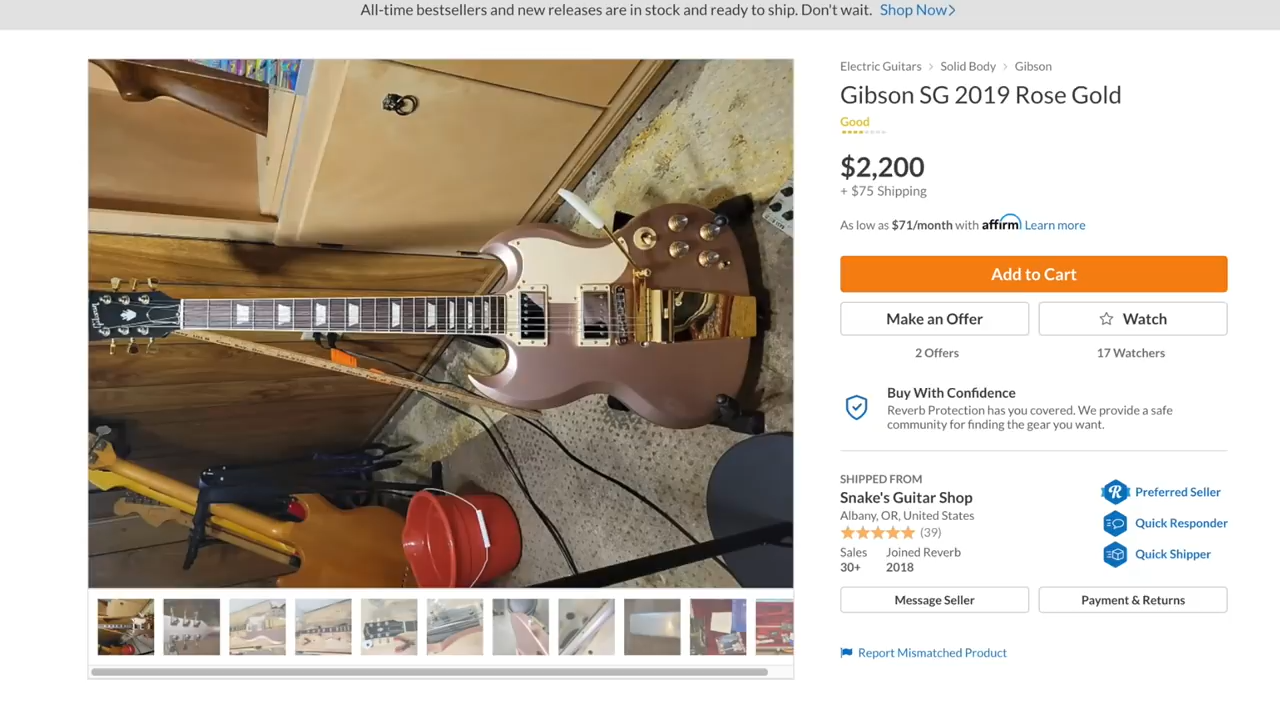 All-time bestsellers and new releases are in stock and ready to ship. Don't wait. Shop Now
Electric Guitars > Solid Body > Gibson
Gibson SG 2019 Rose Gold
Good
$2,200
+ $75 Shipping
As low as $71/month with affirm Learn more
Add to Cart
Make an Offer
Watch
2 Offers
17 Watchers
Buy With Confidence
Reverb Protection has you covered. We provide a safe
community for finding the gear you want.
SHIPPED FROM
Snake's Guitar Shop
Albany, OR, United States
(39)
Sales
Joined Reverb
30+
2018
Preferred Seller
Quick Responder
Quick Shipper
Message Seller
Payment & Returns
Report Mismatched Product